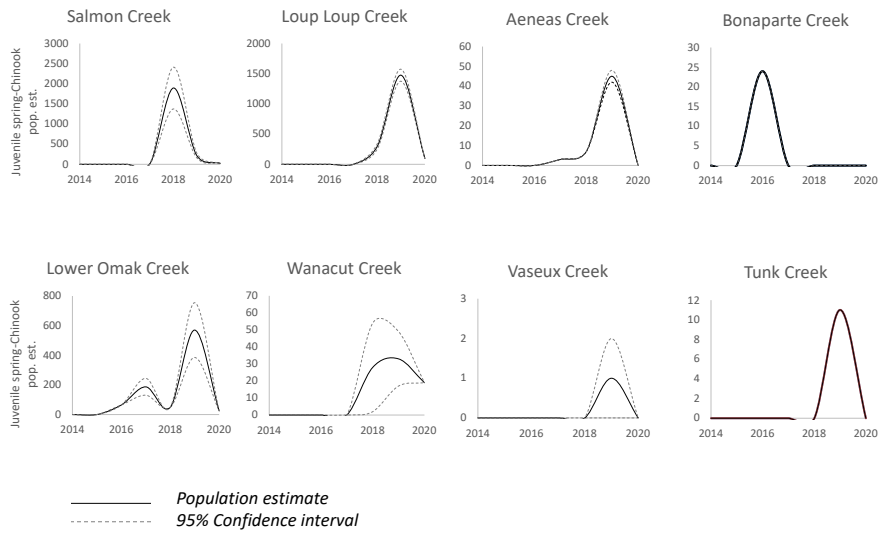 Salmon Creek
Loup Loup Creek
Aeneas Creek
Bonaparte Creek
Juvenile spring-Chinook
pop. est.
3000
2500
2000
1500
1000
500
0
2014 2016 2018 2020
2000
1500
1000
500
0
2014 2016 2018 2020
60
50
40
30
20
10
0
2014 2016 2018 2020
30
25
20
15
10
5
0
2014 2016 2018 2020
Lower Omak Creek
Wanacut Creek
Vaseux Creek
Tunk Creek
Juvenile spring-Chinook
pop. est.
800
600
400
200
0
2014 2016 2018 2020
70
60
50
40
30
20
10
0
2014 2016 2018 2020
3
2
1
0
2014 2016 2018 2020
12
10
8
6
4
2
0
2014 2016 2018 2020
Population estimate
95% Confidence interval